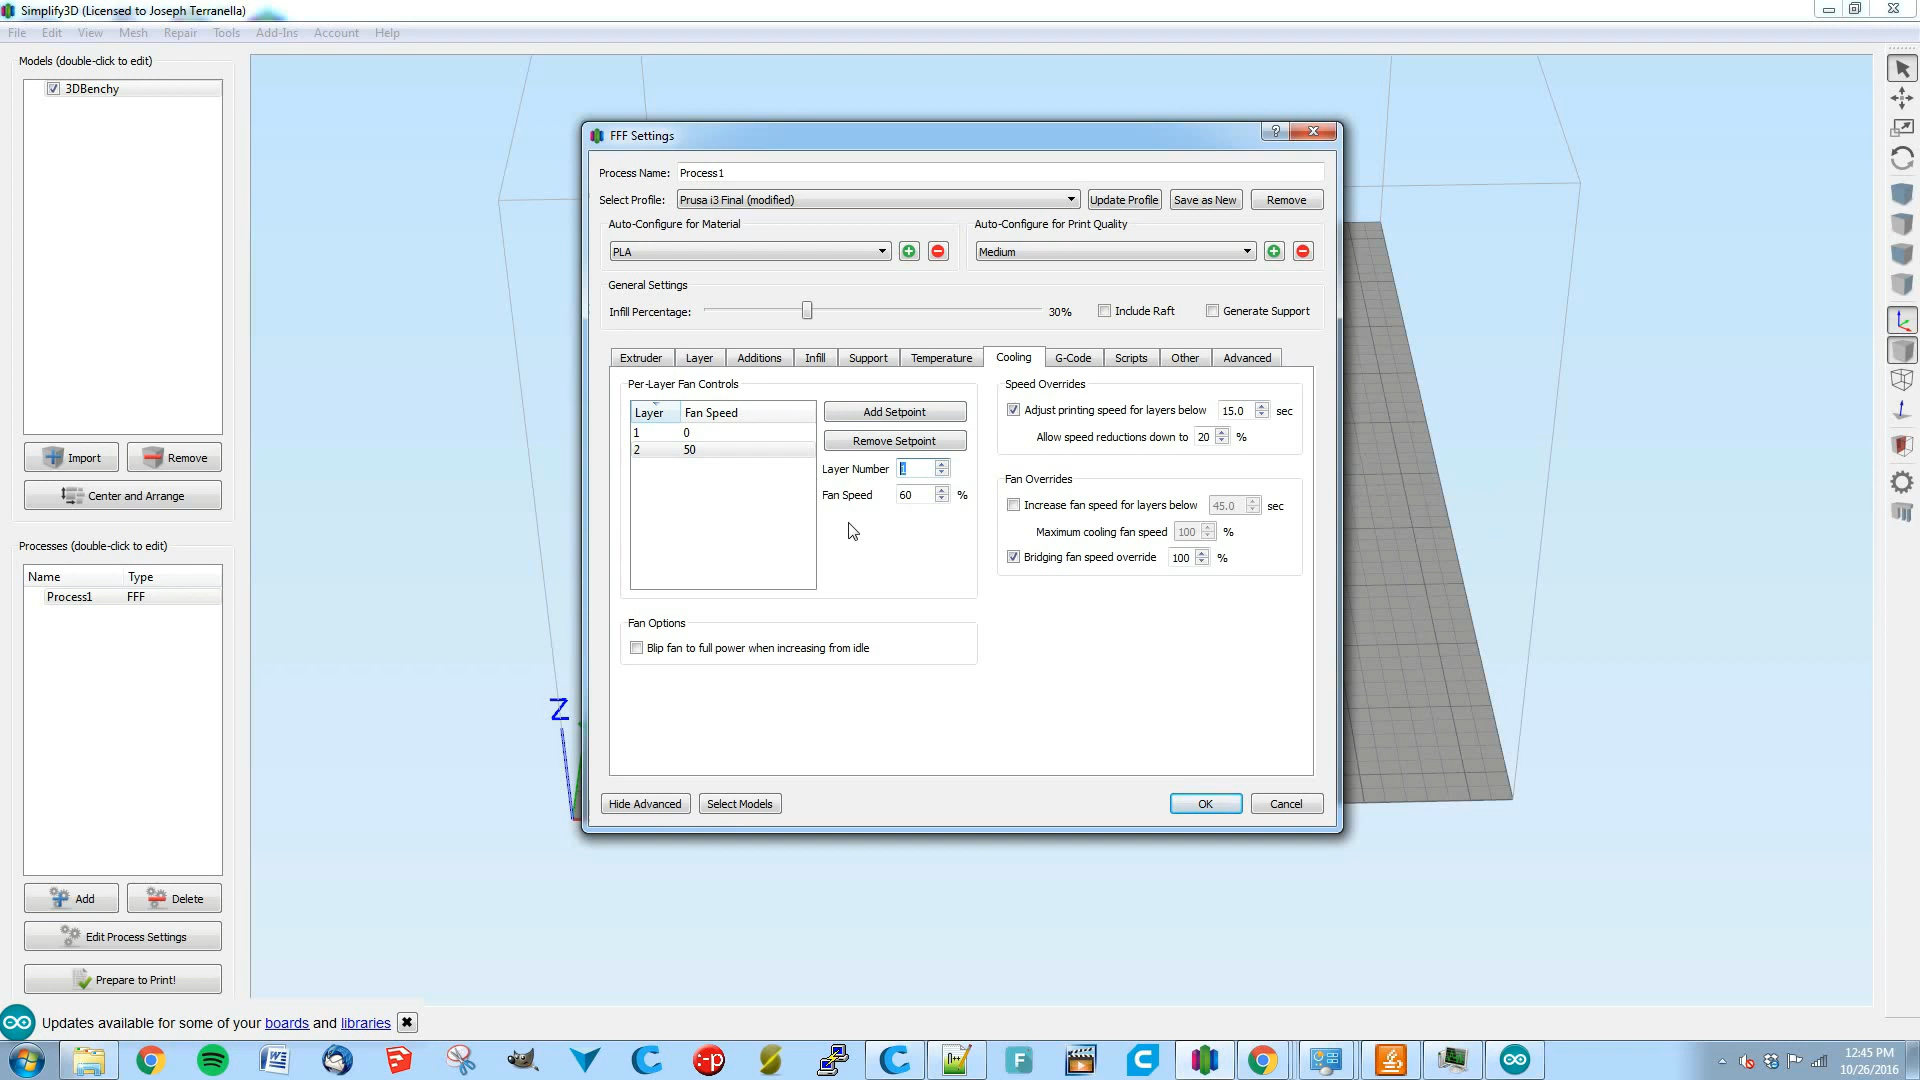 Simplify3D (Licensed to Joseph Terranella)
File Edit View Mesh Repair Tools Add-Ins Account Help
Models (double-click to edit)
3DBenchy
Import Remove
Center and Arrange
Processes (double-click to edit)
Name Type
Process1 FFF
Add Delete
Edit Process Settings
Prepare to Print!
Z
FFF Settings
?
Process Name: Process1
Select Profile: Prusa i3 Final (modified) Update Profile Save as New Remove
Auto-Configure for Material
PLA
Auto-Configure for Print Quality
Medium
General Settings
Infill Percentage: 30% Include Raft Generate Support
Extruder Layer Additions Infill Support Temperature Cooling G-Code Scripts Other Advanced
Per-Layer Fan Controls
Layer Fan Speed
1 0
2 50
Add Setpoint
Remove Setpoint
Layer Number 1
Fan Speed 60 %
Fan Options
Blip fan to full power when increasing from idle
Speed Overrides
Adjust printing speed for layers below 15.0 sec
Allow speed reductions down to 20 %
Fan Overrides
Increase fan speed for layers below 45.0 sec
Maximum cooling fan speed 100 %
Bridging fan speed override 100 %
Hide Advanced Select Models OK Cancel
Updates available for some of your boards and libraries
W
:p
F
12:45 PM
10/26/2016